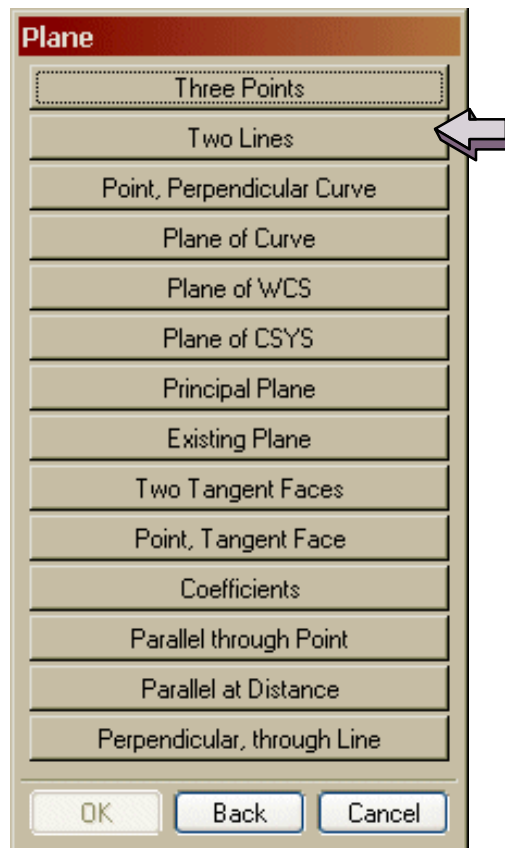 Plane
Three Points
Two Lines
Point, Perpendicular Curve
Plane of Curve
Plane of WCS
Plane of CSYS
Principal Plane
Existing Plane
Two Tangent Faces
Point, Tangent Face
Coefficients
Parallel through Point
Parallel at Distance
Perpendicular, through Line
OK Back Cancel